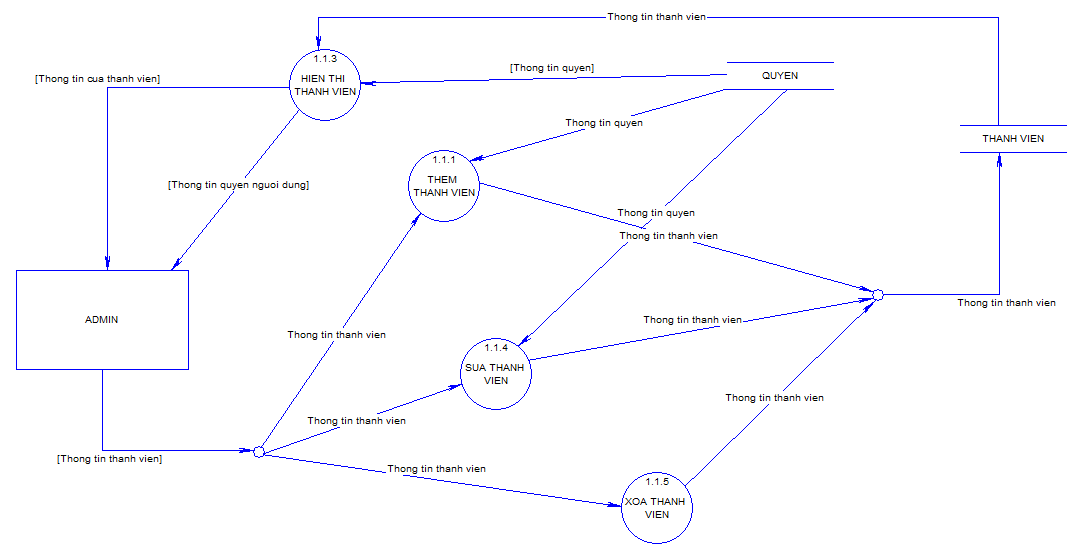 Thong tin thanh vien
1.1.3
HIEN THI
THANH VIEN
[Thong tin cua thanh vien]
[Thong tin quyen]
QUYEN
Thong tin quyen
THANH VIEN
1.1.1
THEM
THANH VIEN
[Thong tin quyen nguoi dung]
Thong tin quyen
Thong tin thanh vien
Thong tin thanh vien
ADMIN
Thong tin thanh vien
Thong tin thanh vien
1.1.4
SUA THANH
VIEN
Thong tin thanh vien
Thong tin thanh vien
[Thong tin thanh vien]
Thong tin thanh vien
1.1.5
XOA THANH
VIEN